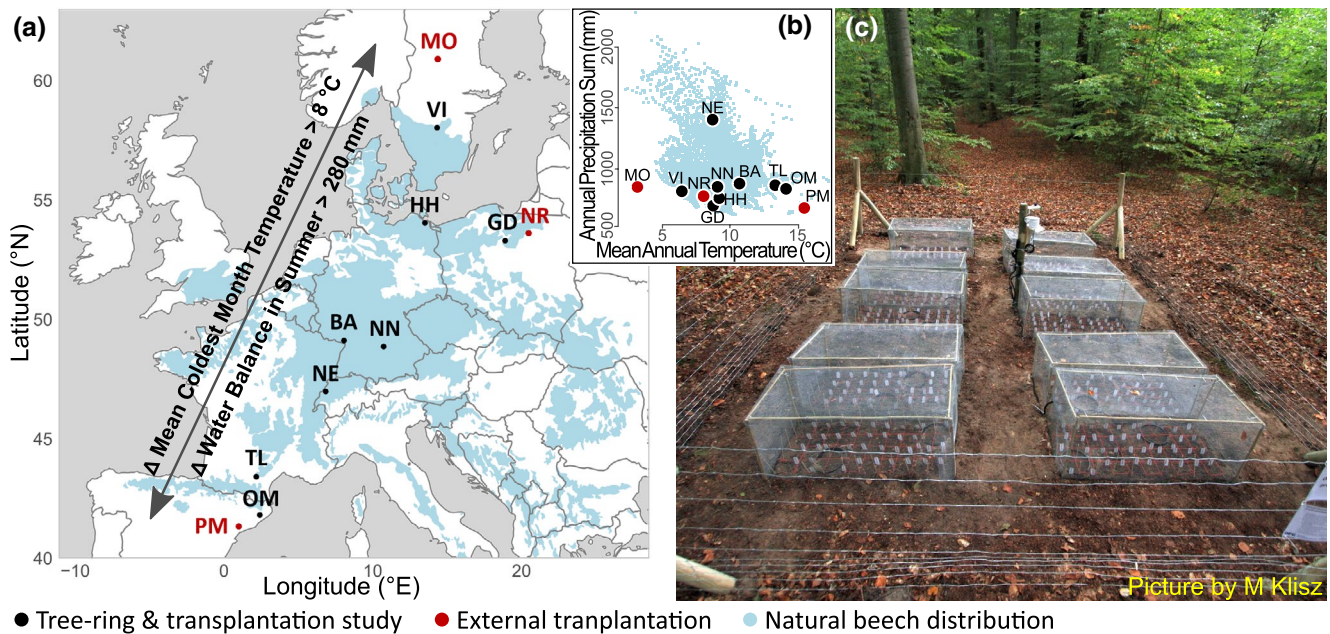 (a)
Latitude (°N)
60
55
50
45
40
−10
0
10
20
Longitude (°E)
Δ Mean Coldest Month Temperature > 8 °C
Δ Water Balance in Summer > 280 mm
MO
VI
HH
GD
NR
BA
NN
NE
TL
OM
PM
(b)
Annual Precipitation Sum (mm)
2000
1500
1000
500
NE
MO
VI
NR
NN
BA
TL
OM
HH
PM
GD
5
10
15
Mean Annual Temperature (°C)
(c)
Picture by M Klisz
Tree-ring & transplantation study
External tranplantation
Natural beech distribution